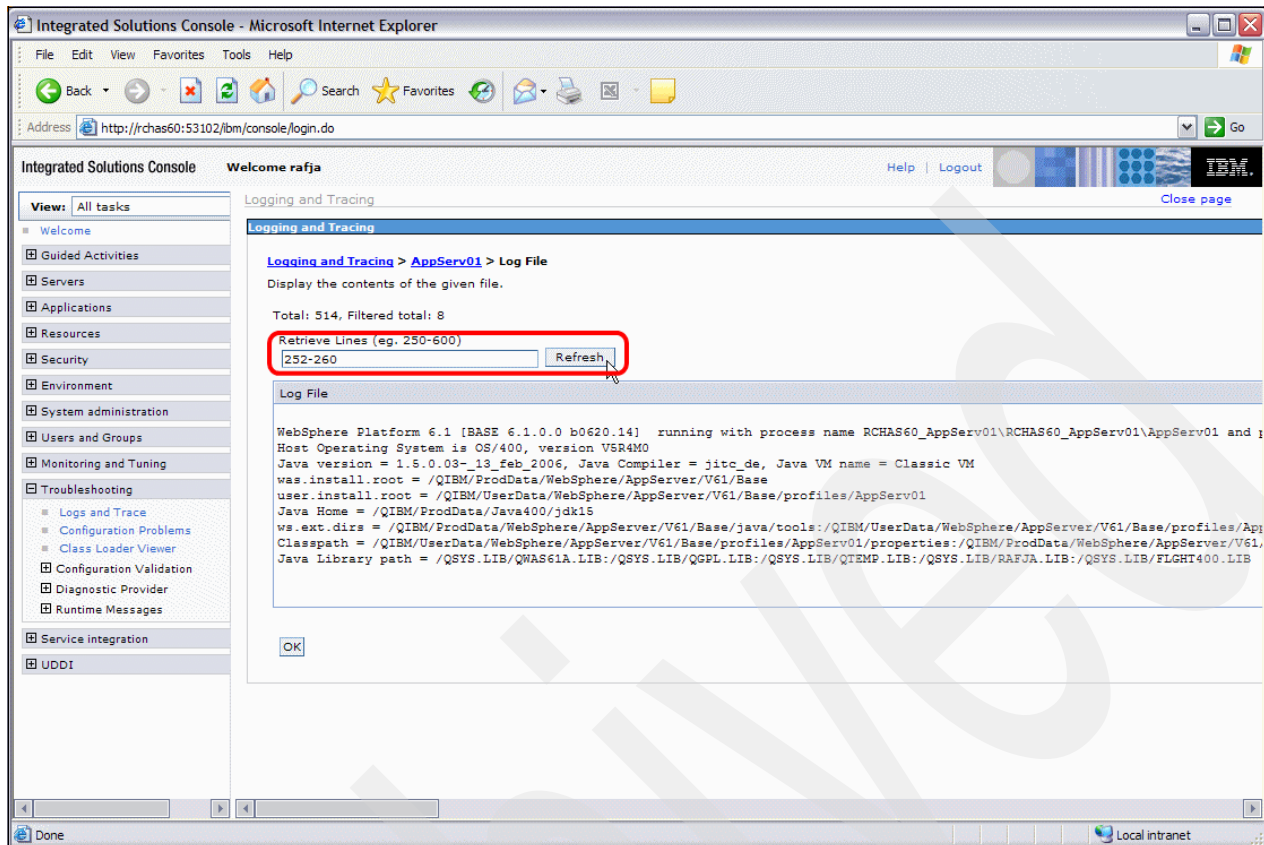 Integrated Solutions Console - Microsoft Internet Explorer
File Edit View Favorites Tools Help
Back Search Favorites
Address http://rchas60:53102/ibm/console/login.do Go
Integrated Solutions Console Welcome rafja Help | Logout IBM.
View: All tasks
Welcome
Guided Activities
Servers
Applications
Resources
Security
Environment
System administration
Users and Groups
Monitoring and Tuning
Troubleshooting
Logs and Trace
Configuration Problems
Class Loader Viewer
Configuration Validation
Diagnostic Provider
Runtime Messages
Service integration
UDDI
Logging and Tracing Close page
Logging and Tracing
Logging and Tracing > AppServ01 > Log File
Display the contents of the given file.
Total: 514, Filtered total: 8
Retrieve Lines (eg. 250-600)
252-260 Refresh
Log File
WebSphere Platform 6.1 [BASE 6.1.0.0 b0620.14] running with process name RCHAS60_AppServ01\RCHAS60_AppServ01\AppServ01 and p
Host Operating System is OS/400, version V5R4M0
Java version = 1.5.0.03-_13_feb_2006, Java Compiler = jitc_de, Java VM name = Classic VM
was.install.root = /QIBM/ProdData/WebSphere/AppServer/V61/Base
user.install.root = /QIBM/UserData/WebSphere/AppServer/V61/Base/profiles/AppServ01
Java Home = /QIBM/ProdData/Java400/jdk15
ws.ext.dirs = /QIBM/ProdData/WebSphere/AppServer/V61/Base/java/tools:/QIBM/UserData/WebSphere/AppServer/V61/Base/profiles/App
Classpath = /QIBM/UserData/WebSphere/AppServer/V61/Base/profiles/AppServ01/properties:/QIBM/ProdData/WebSphere/AppServer/V61/
Java Library path = /QSYS.LIB/QWAS61A.LIB:/QSYS.LIB/QGPL.LIB:/QSYS.LIB/QTEMP.LIB:/QSYS.LIB/RAFJA.LIB:/QSYS.LIB/FLGHT400.LIB
OK
Done Local intranet